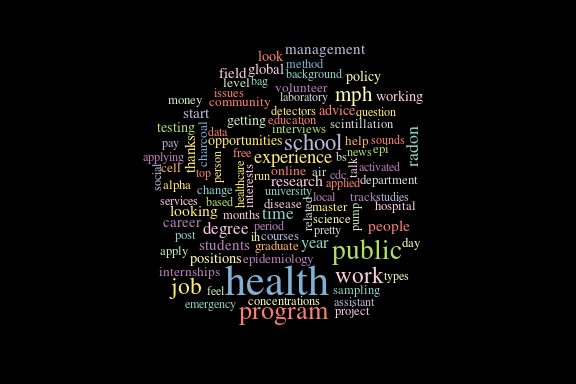 look management
method
field global background
level bag policy
volunteer
issues laboratory mph working
money community
start detectors advice question
getting education scintillation
testing data interviews
charcoal opportunities school help sounds radon
pay thanks news epi
applying person free experience bs talk
cell top healthcare run online air cdc activated
social interests research applied department
alpha change university
services based disease local track studies
looking months time master related pump hospital
career degree period science people
post ih courses pretty
students graduate year public day
apply positions epidemiology
internships health work types
job feel sampling
emergency concentrations assistant
program project